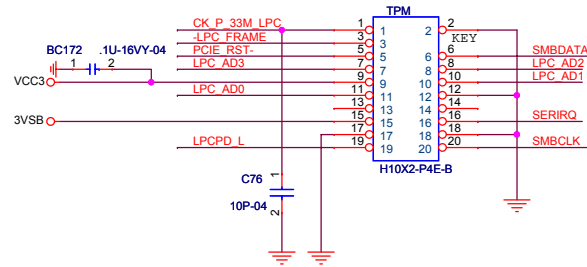 TPM
CK_P_33M_LPC 1 1 2 2
KEY
-LPC_FRAME 3 3
PCIE_RST- 5 5 6 6 SMBDATA
BC172 .1U-16VY-04
LPC_AD3 7 7 8 8 LPC_AD2
1 2
VCC3 9 9 10 10 LPC_AD1
LPC_AD0 11 11 12 12
13 13 14 14
3VSB 15 15 16 16 SERIRQ
17 17 18 18
LPCPD_L 19 19 20 20 SMBCLK
H10X2-P4E-B
1
C76
10P-04
2